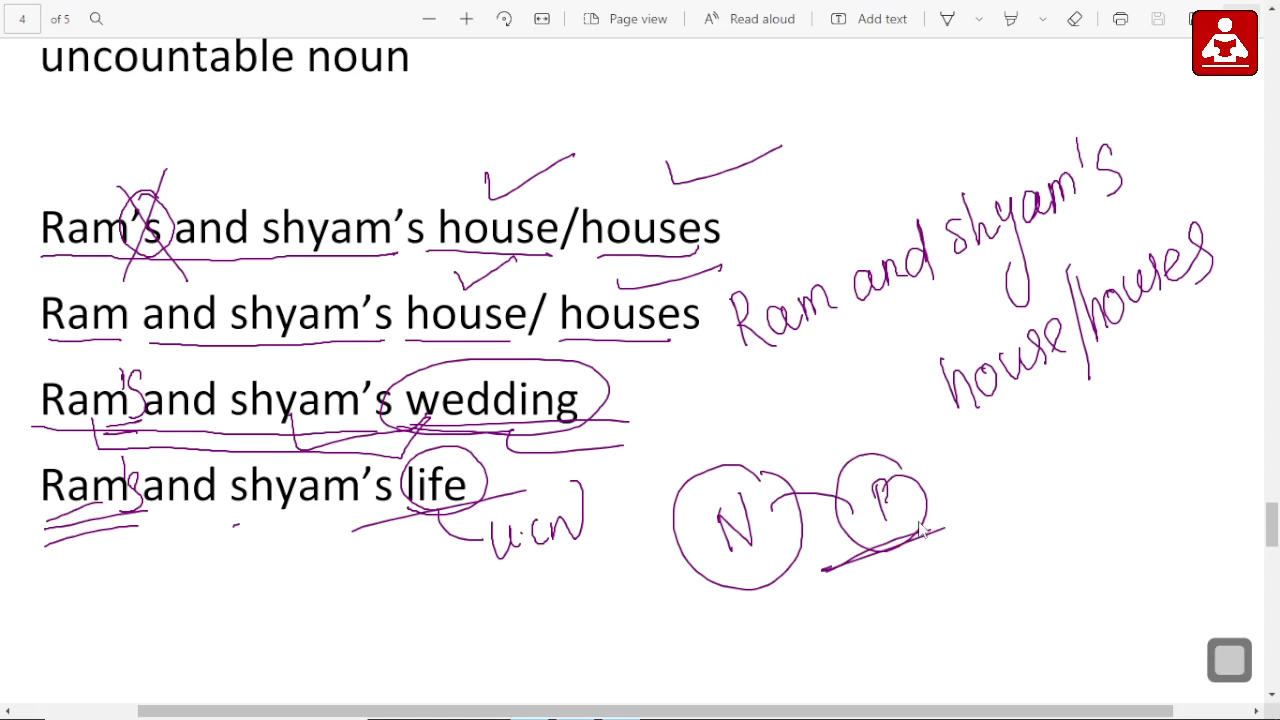 4 of 5 Page view Read aloud Add text
uncountable noun
Ram's and shyam's house/houses
Ram and shyam's house/ houses
Ram's and shyam's wedding
Ram's and shyam's life
u.cn
Ram and shyam's
house/houses
N
P